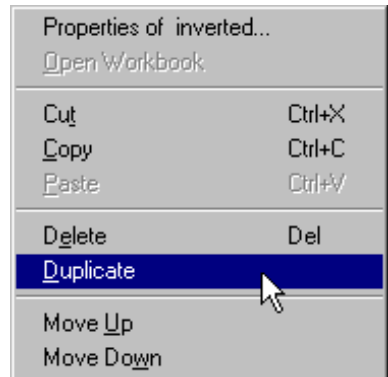 Properties of inverted...
Open Workbook
Cut Ctrl+X
Copy Ctrl+C
Paste Ctrl+V
Delete Del
Duplicate
Move Up
Move Down